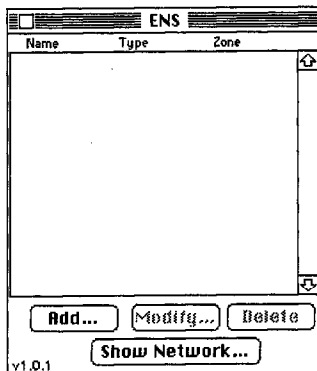 ENS
Name Type Zone
Add... Modify... Delete
Show Network...
v1.0.1